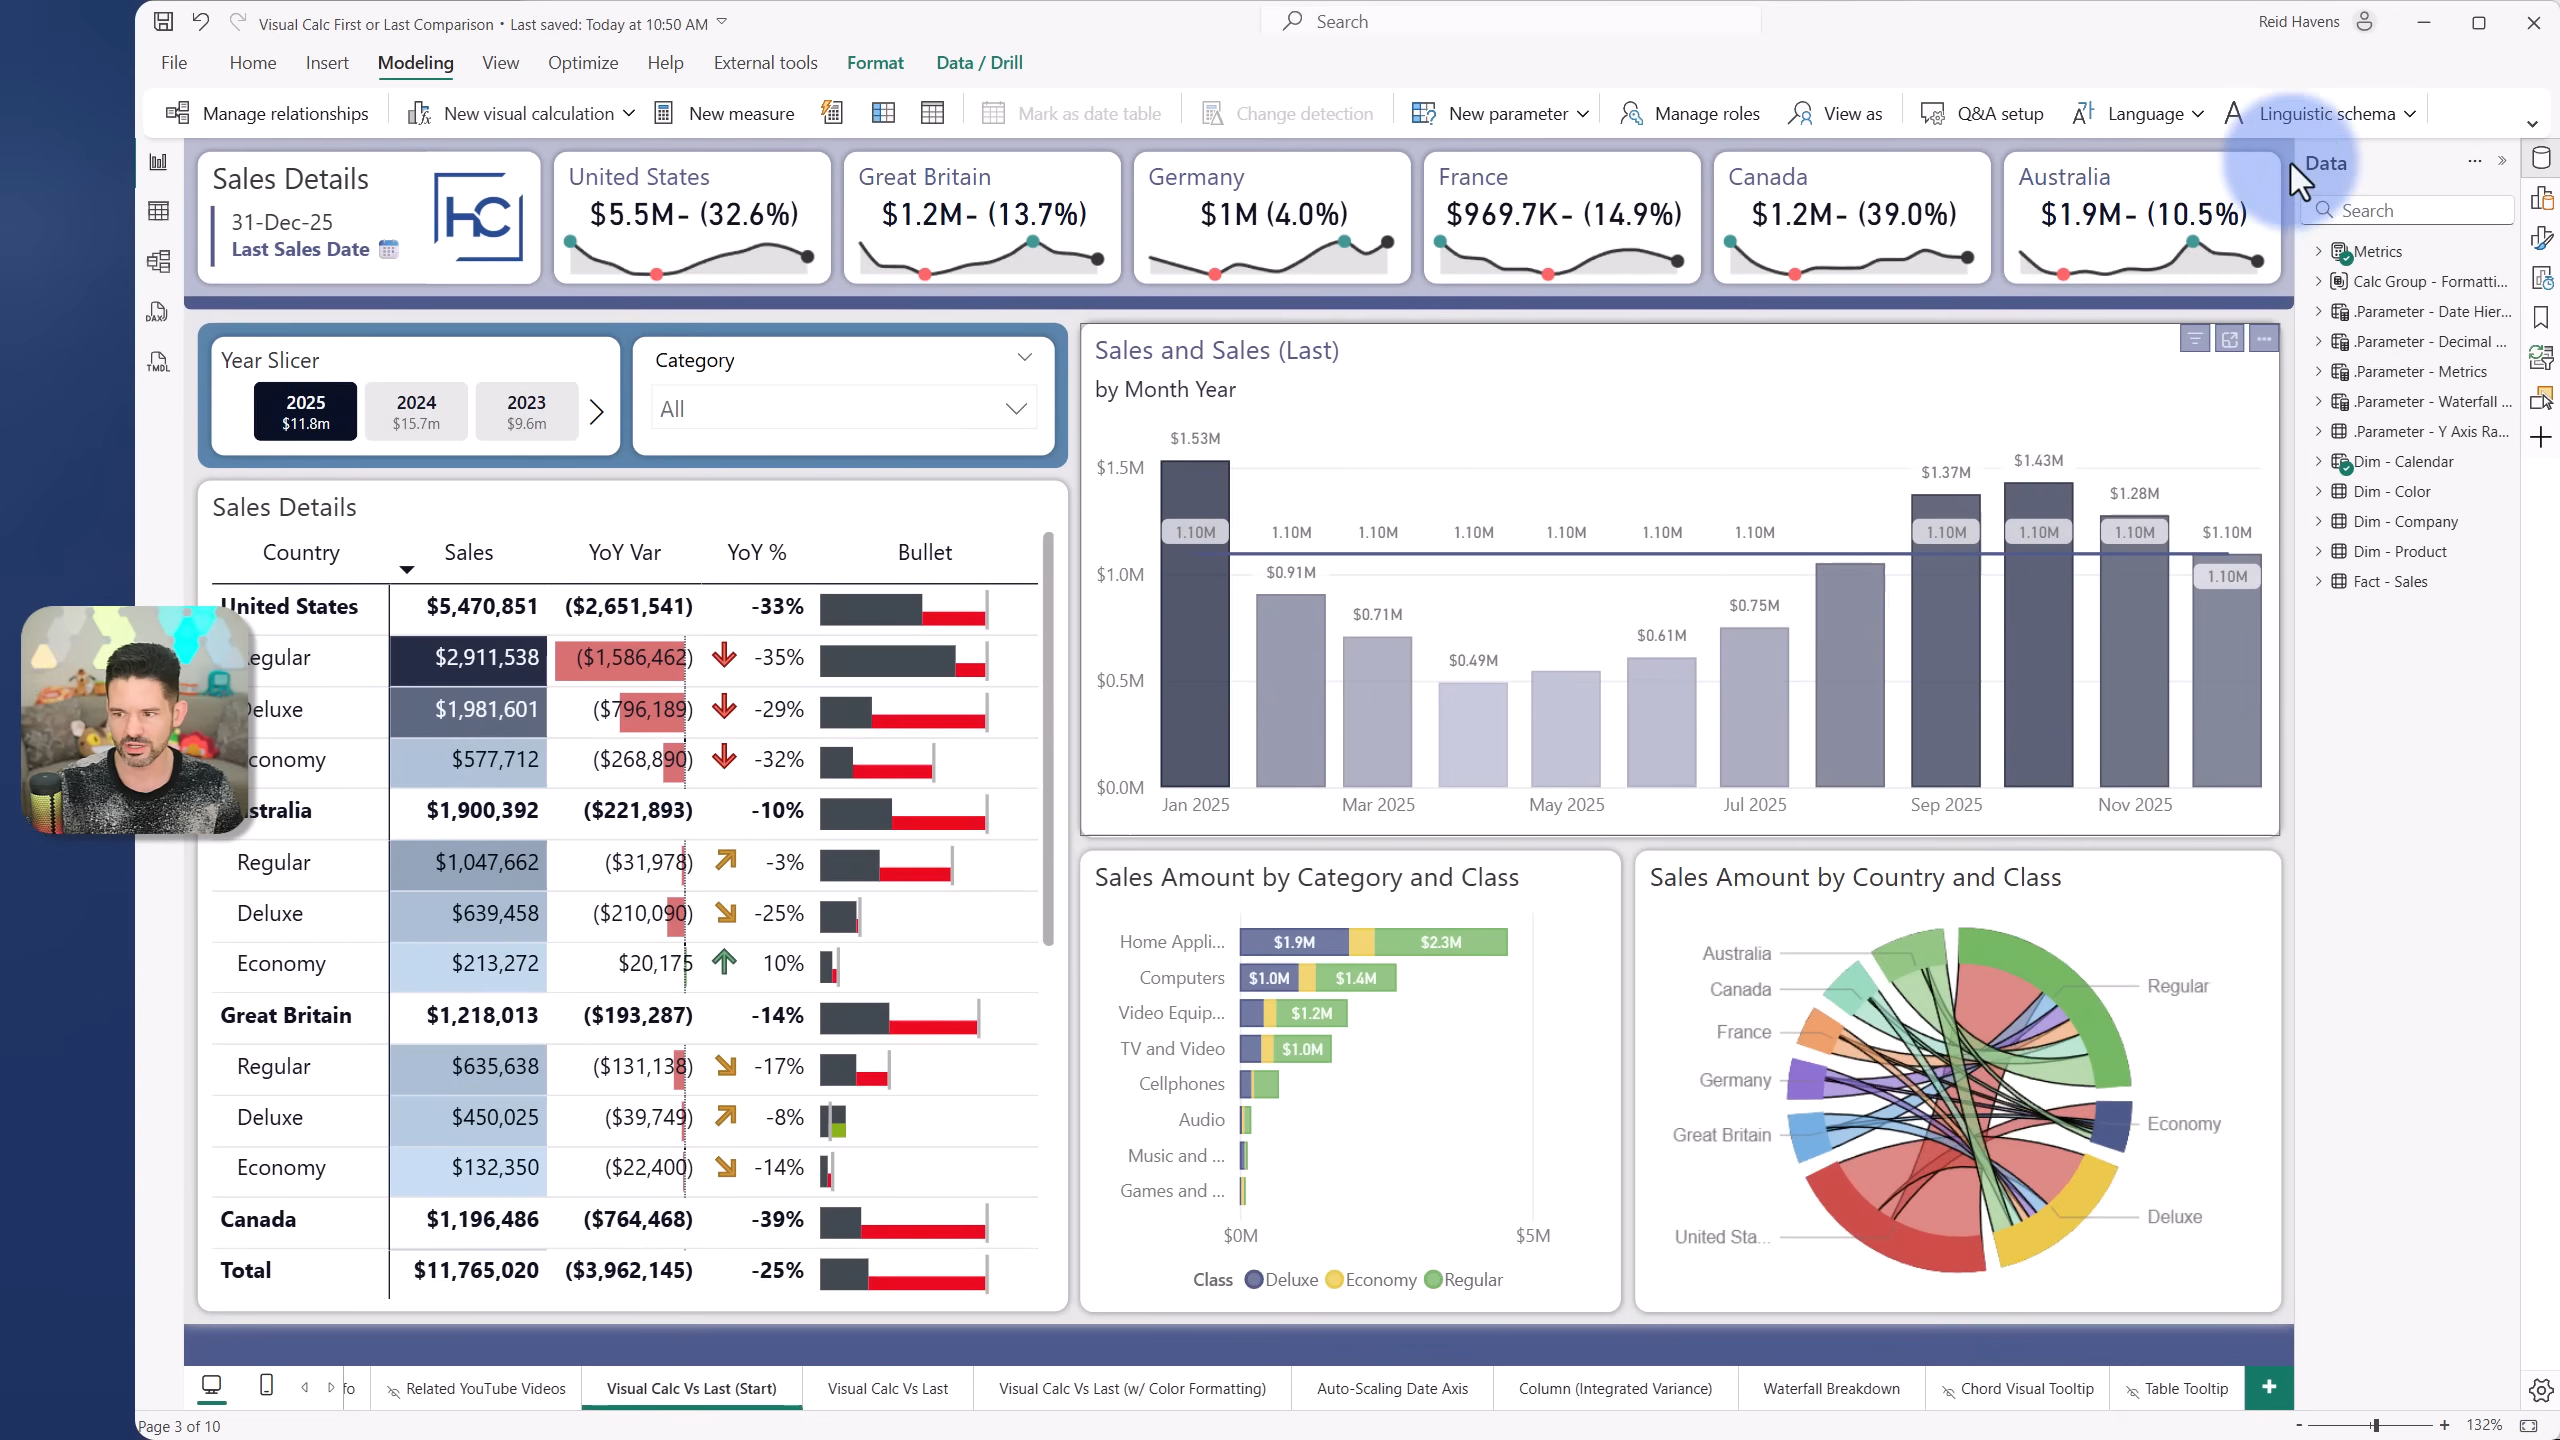 Visual Calc First or Last Comparison • Last saved: Today at 10:50 AM
Search
Reid Havens
File Home Insert Modeling View Optimize Help External tools Format Data / Drill
Manage relationships New visual calculation New measure Mark as date table Change detection New parameter Manage roles View as Q&A setup Language Linguistic schema
DAX
TMDL
Sales Details
31-Dec-25
Last Sales Date
hC
United States
$5.5M- (32.6%)
Great Britain
$1.2M- (13.7%)
Germany
$1M (4.0%)
France
$969.7K- (14.9%)
Canada
$1.2M- (39.0%)
Australia
$1.9M- (10.5%)
Year Slicer
2025 2024 2023
$11.8m $15.7m $9.6m
Category
All
Sales Details
Country Sales YoY Var YoY % Bullet
United States $5,470,851 ($2,651,541) -33%
egular $2,911,538 ($1,586,462) -35%
Deluxe $1,981,601 ($796,189) -29%
conomy $577,712 ($268,890) -32%
stralia $1,900,392 ($221,893) -10%
Regular $1,047,662 ($31,978) -3%
Deluxe $639,458 ($210,090) -25%
Economy $213,272 $20,175 10%
Great Britain $1,218,013 ($193,287) -14%
Regular $635,638 ($131,138) -17%
Deluxe $450,025 ($39,749) -8%
Economy $132,350 ($22,400) -14%
Canada $1,196,486 ($764,468) -39%
Total $11,765,020 ($3,962,145) -25%
Sales and Sales (Last)
by Month Year
$1.53M
$1.43M
$1.37M
$1.28M
$1.5M
1.10M 1.10M 1.10M 1.10M 1.10M 1.10M 1.10M 1.10M 1.10M 1.10M $1.10M
$1.0M
$0.91M
1.10M
$0.71M
$0.75M
$0.61M
$0.49M
$0.5M
$0.0M
Jan 2025 Mar 2025 May 2025 Jul 2025 Sep 2025 Nov 2025
Sales Amount by Category and Class
Home Appli... $1.9M $2.3M
Computers $1.0M $1.4M
Video Equip... $1.2M
TV and Video $1.0M
Cellphones
Audio
Music and ...
Games and ...
$0M $5M
Class Deluxe Economy Regular
Sales Amount by Country and Class
Australia
Canada
France
Germany
Great Britain
United Sta...
Regular
Economy
Deluxe
Data
Search
Metrics
Calc Group - Formatti...
.Parameter - Date Hier...
.Parameter - Decimal ...
.Parameter - Metrics
.Parameter - Waterfall ...
.Parameter - Y Axis Ra...
Dim - Calendar
Dim - Color
Dim - Company
Dim - Product
Fact - Sales
fo Related YouTube Videos Visual Calc Vs Last (Start) Visual Calc Vs Last Visual Calc Vs Last (w/ Color Formatting) Auto-Scaling Date Axis Column (Integrated Variance) Waterfall Breakdown Chord Visual Tooltip Table Tooltip +
Page 3 of 10
- + 132%